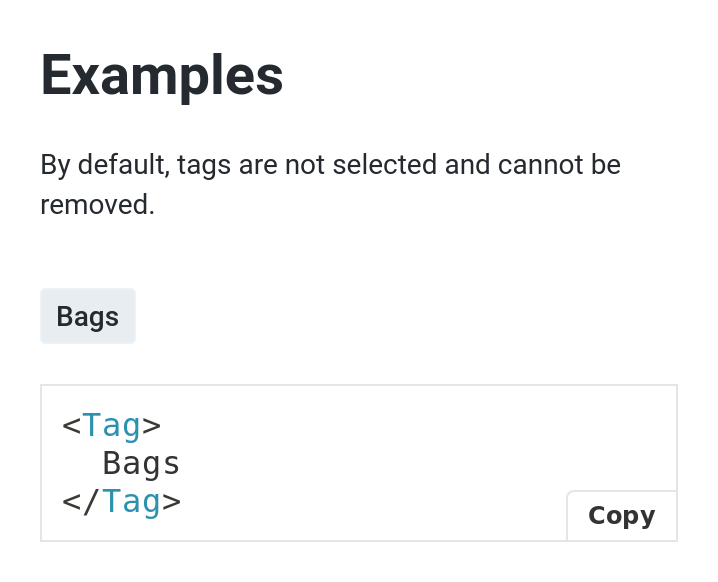 Examples
By default, tags are not selected and cannot be
removed.
Bags
<Tag>
  Bags
</Tag>
Copy